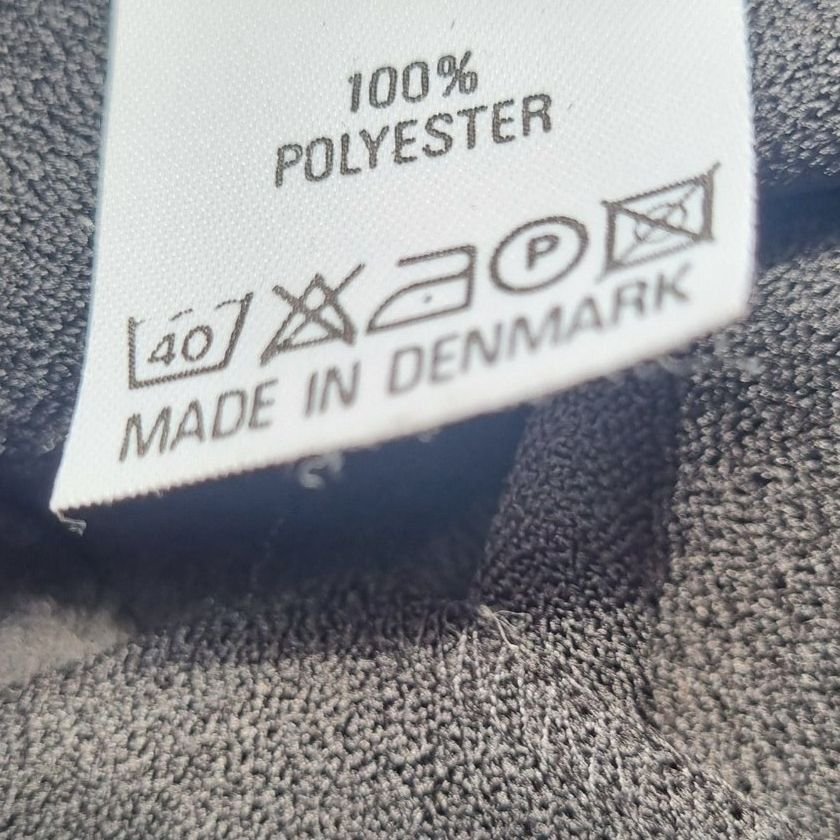 100%
POLYESTER
40 P
MADE IN DENMARK